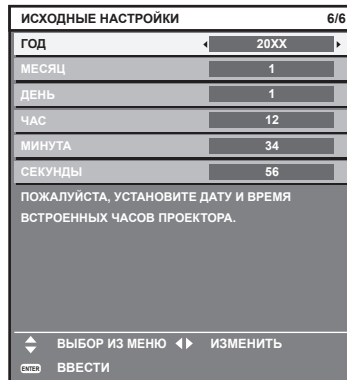 ИСХОДНЫЕ НАСТРОЙКИ 6/6
ГОД 20XX
МЕСЯЦ 1
ДЕНЬ 1
ЧАС 12
МИНУТА 34
СЕКУНДЫ 56
ПОЖАЛУЙСТА, УСТАНОВИТЕ ДАТУ И ВРЕМЯ
ВСТРОЕННЫХ ЧАСОВ ПРОЕКТОРА.
ВЫБОР ИЗ МЕНЮ ИЗМЕНИТЬ
ENTER ВВЕСТИ